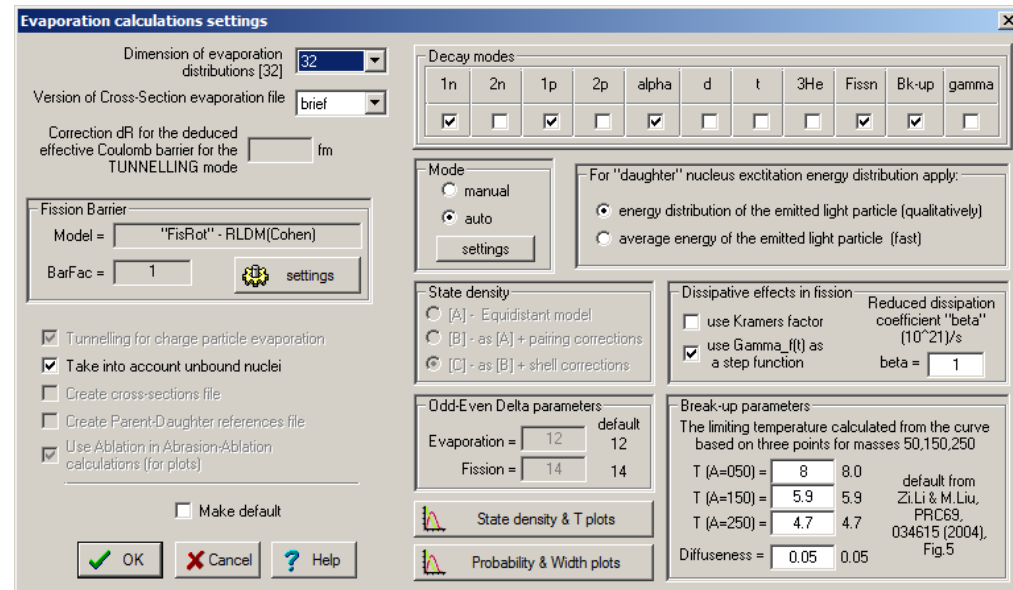 Evaporation calculations settings
Dimension of evaporation
distributions [32]
32
Version of Cross-Section evaporation file
brief
Correction dR for the deduced
effective Coulomb barrier for the
TUNNELLING mode
fm
Fission Barrier
Model = "FisRot" - RLDM(Cohen)
BarFac = 1
settings
Tunnelling for charge particle evaporation
Take into account unbound nuclei
Create cross-sections file
Create Parent-Daughter references file
Use Ablation in Abrasion-Ablation
calculations (for plots)
Make default
OK
Cancel
Help
Decay modes
1n 2n 1p 2p alpha d t 3He Fissn Bk-up gamma
Mode
manual
auto
settings
For "daughter" nucleus exctitation energy distribution apply:
energy distribution of the emitted light particle (qualitatively)
average energy of the emitted light particle (fast)
State density
[A] - Equidistant model
[B] - as [A] + pairing corrections
[C] - as [B] + shell corrections
Dissipative effects in fission
use Kramers factor
use Gamma_f(t) as
a step function
Reduced dissipation
coefficient "beta"
(10^21)/s
beta = 1
Odd-Even Delta parameters
default
Evaporation = 12 12
Fission = 14 14
State density & T plots
Probability & Width plots
Break-up parameters
The limiting temperature calculated from the curve
based on three points for masses 50,150,250
T (A=050) = 8 8.0
T (A=150) = 5.9 5.9
T (A=250) = 4.7 4.7
Diffuseness = 0.05 0.05
default from
Zi.Li & M.Liu,
PRC69,
034615 (2004),
Fig.5